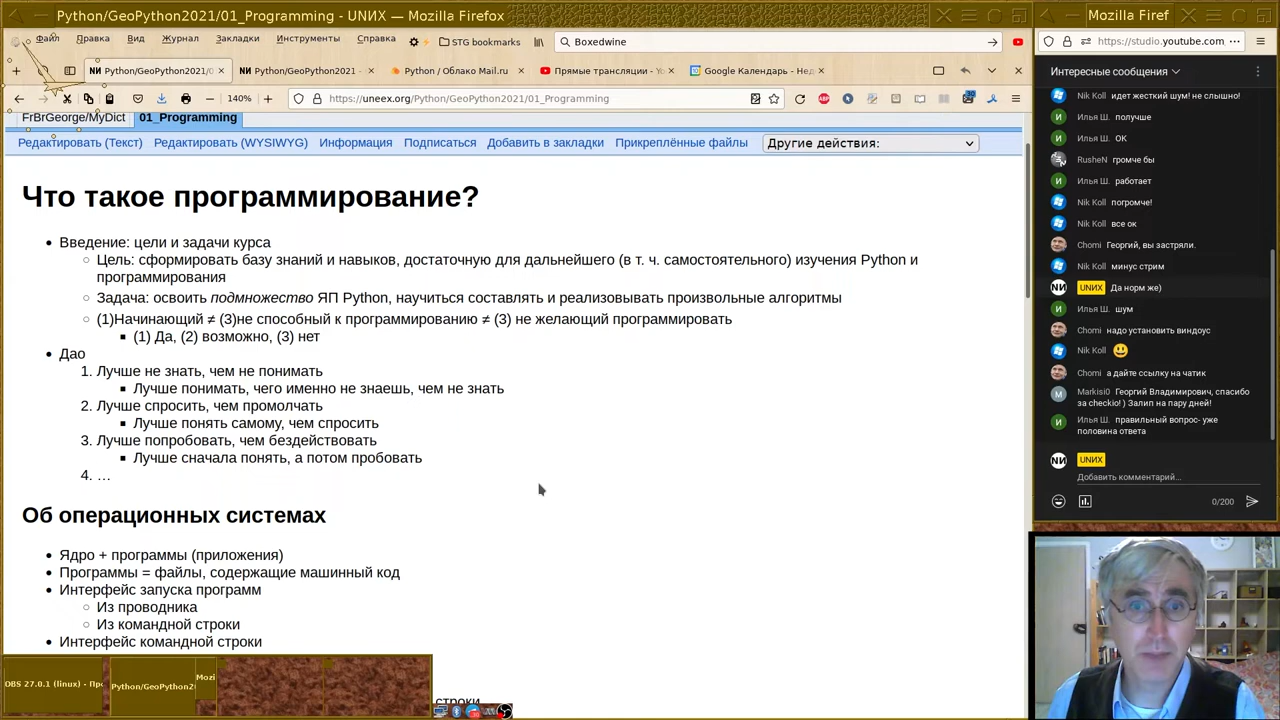 Python/GeoPython2021/01_Programming - UNИX — Mozilla Firefox
Файл Правка Вид Журнал Закладки Инструменты Справка
STG bookmarks
Boxedwine
Python/GeoPython2021/0
Python/GeoPython2021 -
Python / Облако Mail.ru
Прямые трансляции - Yo
Google Календарь - Нед
140%
https://uneex.org/Python/GeoPython2021/01_Programming
FrBrGeorge/MyDict 01_Programming
Редактировать (Текст) Редактировать (WYSIWYG) Информация Подписаться Добавить в закладки Прикреплённые файлы Другие действия:
Что такое программирование?
Введение: цели и задачи курса
Цель: сформировать базу знаний и навыков, достаточную для дальнейшего (в т. ч. самостоятельного) изучения Python и
программирования
Задача: освоить подмножество ЯП Python, научиться составлять и реализовывать произвольные алгоритмы
(1)Начинающий ≠ (3)не способный к программированию ≠ (3) не желающий программировать
(1) Да, (2) возможно, (3) нет
Дао
1. Лучше не знать, чем не понимать
Лучше понимать, чего именно не знаешь, чем не знать
2. Лучше спросить, чем промолчать
Лучше понять самому, чем спросить
3. Лучше попробовать, чем бездействовать
Лучше сначала понять, а потом пробовать
4. …
Об операционных системах
Ядро + программы (приложения)
Программы = файлы, содержащие машинный код
Интерфейс запуска программ
Из проводника
Из командной строки
Интерфейс командной строки
строки
OBS 27.0.1 (linux) - Пр
Python/GeoPython2
Mozi
Mozilla Firef
https://studio.youtube.com
Интересные сообщения
Nik Koll идет жесткий шум! не слышно!
Илья Ш. получше
Илья Ш. ОК
RusheN громче бы
Илья Ш. работает
Nik Koll погромче!
Nik Koll все ок
Chomi Георгий, вы застряли.
Nik Koll минус стрим
UNИX Да норм же)
Илья Ш. шум
Chomi надо установить виндоус
Nik Koll 😃
Chomi а дайте ссылку на чатик
Markisi0 Георгий Владимирович, спасибо
за checkio! ) Залип на пару дней!
Илья Ш. правильный вопрос- уже
половина ответа
UNИX
Добавить комментарий…
0/200